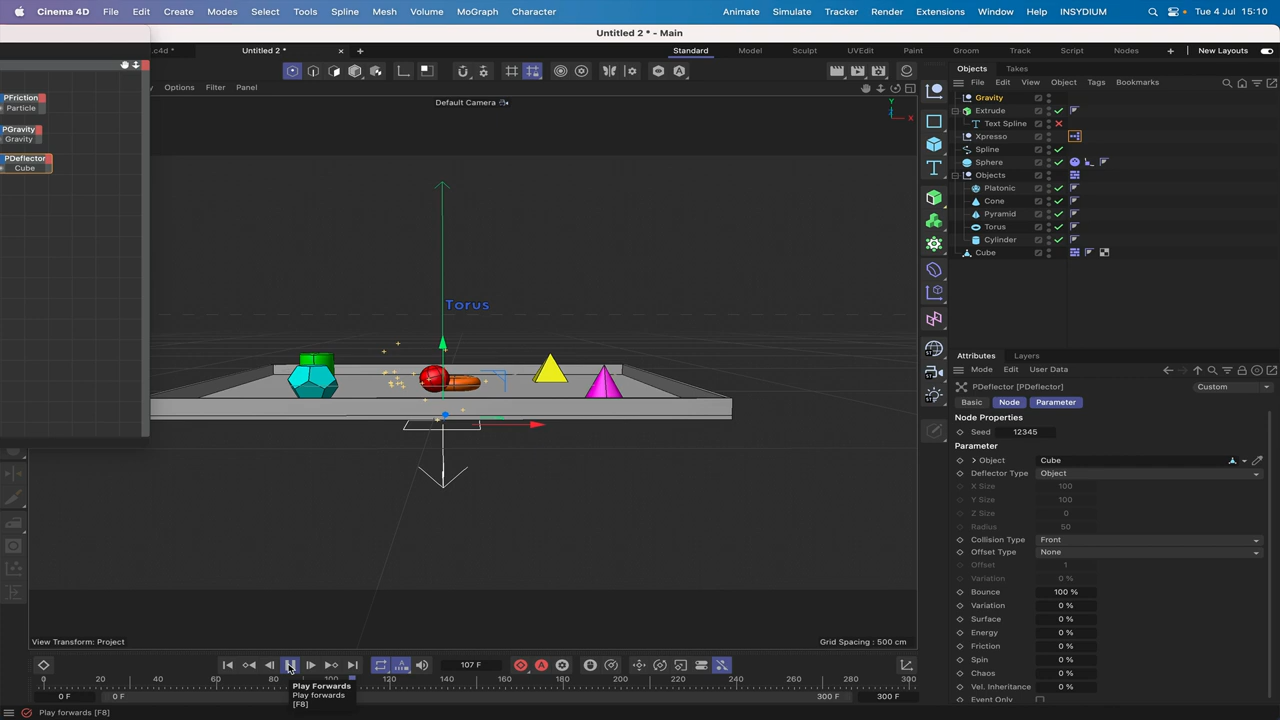 Cinema 4D File Edit Create Modes Select Tools Spline Mesh Volume MoGraph Character Animate Simulate Tracker Render Extensions Window Help INSYDIUM Tue 4 Jul 15:10
Untitled 2 * - Main
.c4d * Untitled 2 * Standard Model Sculpt UVEdit Paint Groom Track Script Nodes New Layouts
Objects Takes
File Edit View Object Tags Bookmarks
Options Filter Panel
Default Camera
Y
X
PFriction
Particle
PGravity
Gravity
PDeflector
Cube
Torus
Gravity
Extrude
Text Spline
Xpresso
Spline
Sphere
Objects
Platonic
Cone
Pyramid
Torus
Cylinder
Cube
ST
ST
ST
Attributes Layers
Mode Edit User Data
PDeflector [PDeflector] Custom
Basic Node Parameter
Node Properties
Seed 12345
Parameter
Object Cube
Deflector Type Object
X Size 100
Y Size 100
Z Size 0
Radius 50
Collision Type Front
Offset Type None
Offset 1
Variation 0 %
Bounce 100 %
Variation 0 %
Surface 0 %
Energy 0 %
Friction 0 %
Spin 0 %
Chaos 0 %
Vel. Inheritance 0 %
Event Only
View Transform: Project Grid Spacing : 500 cm
107 F
0 20 40 60 80 120 140 160 180 200 220 240 260 280 300
0 F 0 F 300 F 300 F
Play Forwards
Play forwards
[F8]
Play forwards [F8]